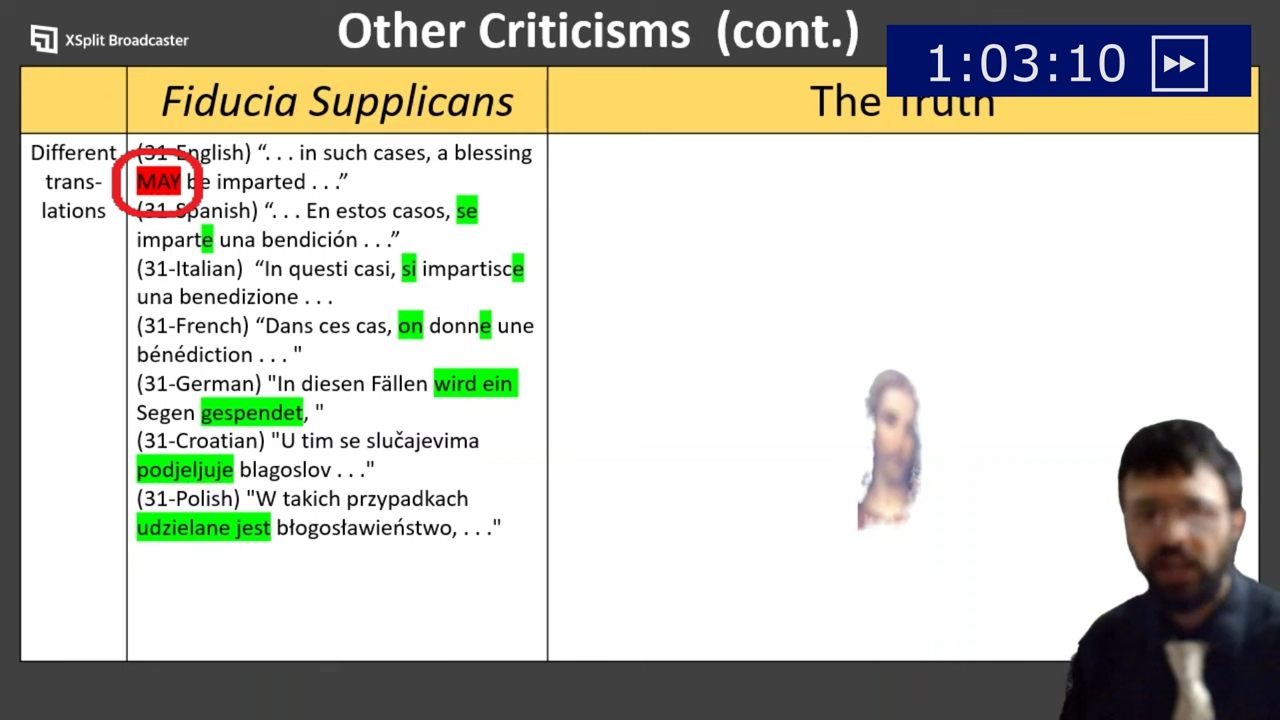 XSplit Broadcaster
Other Criticisms (cont.)
1:03:10
Fiducia Supplicans
The Truth
Different
trans-
lations
(31-English) “. . . in such cases, a blessing
MAY be imparted . . .”
(31-Spanish) “. . . En estos casos, se
imparte una bendición . . .”
(31-Italian) “In questi casi, si impartisce
una benedizione . . .
(31-French) “Dans ces cas, on donne une
bénédiction . . . "
(31-German) "In diesen Fällen wird ein
Segen gespendet, "
(31-Croatian) "U tim se slučajevima
podjeljuje blagoslov . . ."
(31-Polish) "W takich przypadkach
udzielane jest błogosławieństwo, . . ."